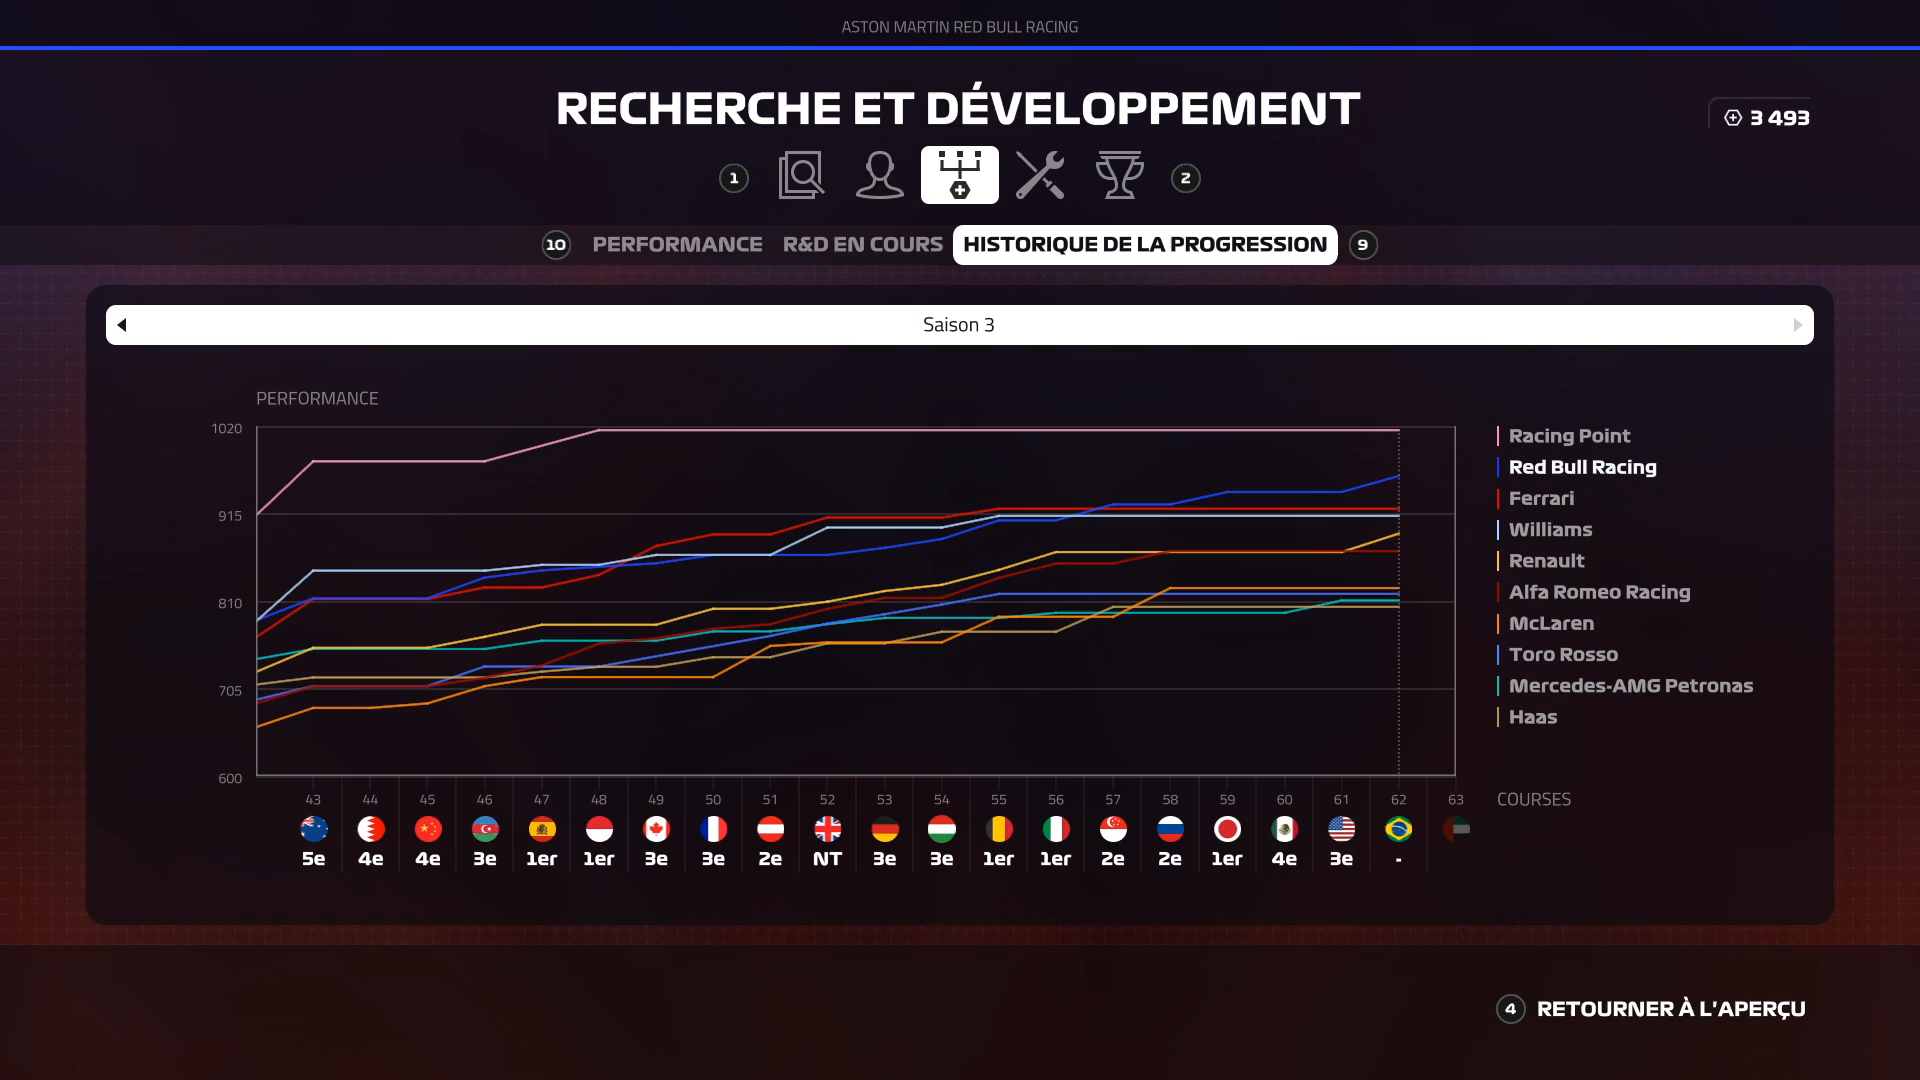 ASTON MARTIN RED BULL RACING
RECHERCHE ET DÉVELOPPEMENT
3 493
1 2
10 PERFORMANCE R&D EN COURS HISTORIQUE DE LA PROGRESSION 9
Saison 3
PERFORMANCE
1020
915
810
705
600
Racing Point
Red Bull Racing
Ferrari
Williams
Renault
Alfa Romeo Racing
McLaren
Toro Rosso
Mercedes-AMG Petronas
Haas
43 44 45 46 47 48 49 50 51 52 53 54 55 56 57 58 59 60 61 62 63 COURSES
5e 4e 4e 3e 1er 1er 3e 3e 2e NT 3e 3e 1er 1er 2e 2e 1er 4e 3e -
4 RETOURNER À L'APERÇU